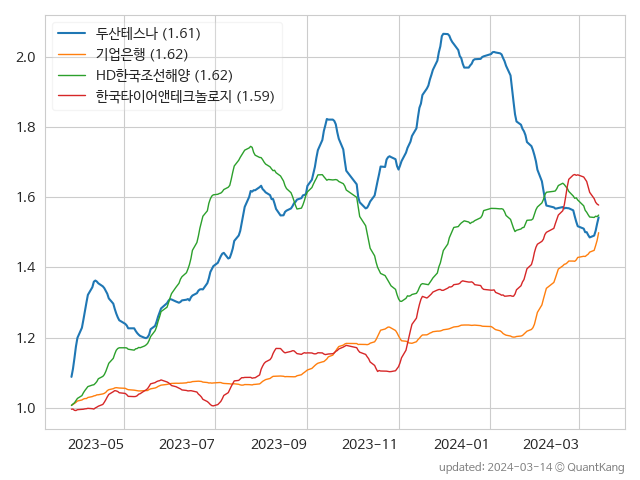 두산테스나 (1.61)
기업은행 (1.62)
HD한국조선해양 (1.62)
한국타이어앤테크놀로지 (1.59)
2.0
1.8
1.6
1.4
1.2
1.0
2023-05 2023-07 2023-09 2023-11 2024-01 2024-03
updated: 2024-03-14 © QuantKang